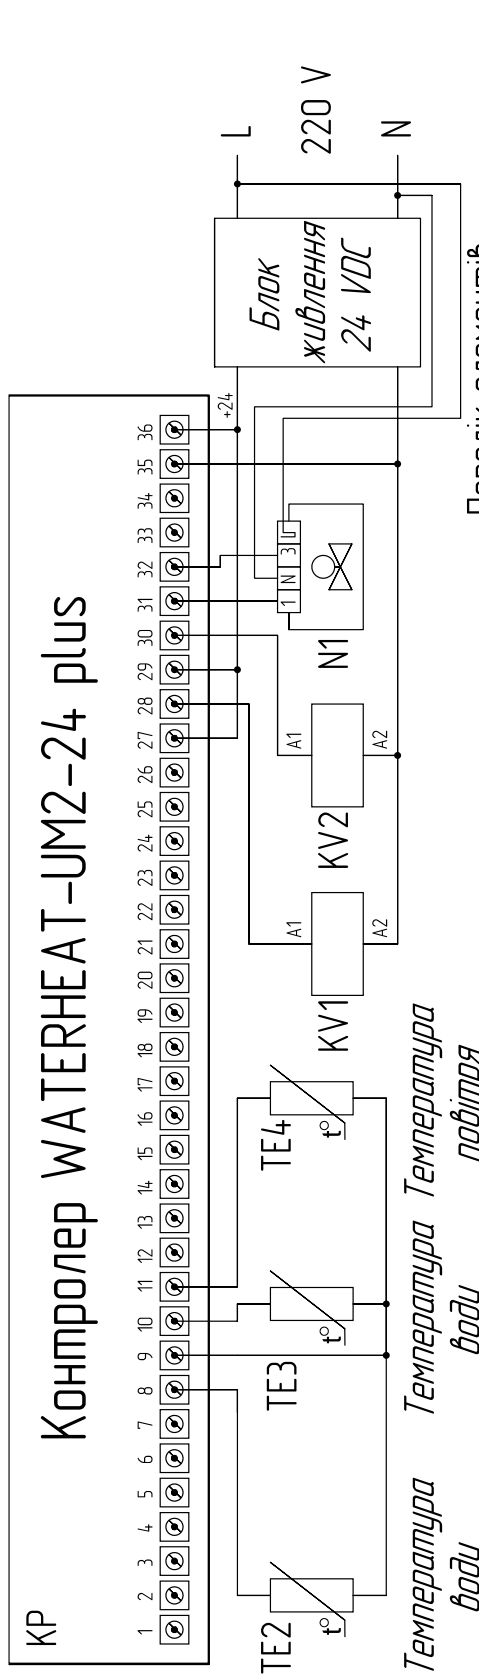 КР
Контролер WATERHEAT-UM2-24 plus
1 2 3 4 5 6 7 8 9 10 11 12 13 14 15 16 17 18 19 20 21 22 23 24 25 26 27 28 29 30 31 32 33 34 35 36
+24
L
220 V
N
Блок
живлення
24 VDC
1 N 3 L
N1
A1
KV2
A2
A1
KV1
A2
TE4
t°
TE3
t°
TE2
t°
Температура
води
Температура
води
Температура
повітря